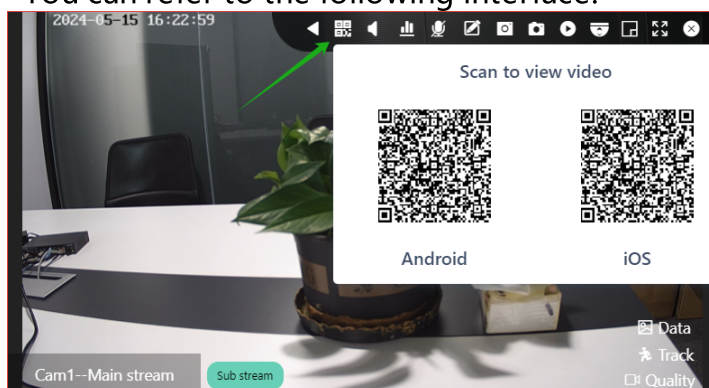 You can refer to the following interface:
2024-05-15 16:22:59
Scan to view video
Android
iOS
Data
Track
Quality
Cam1--Main stream
Sub stream